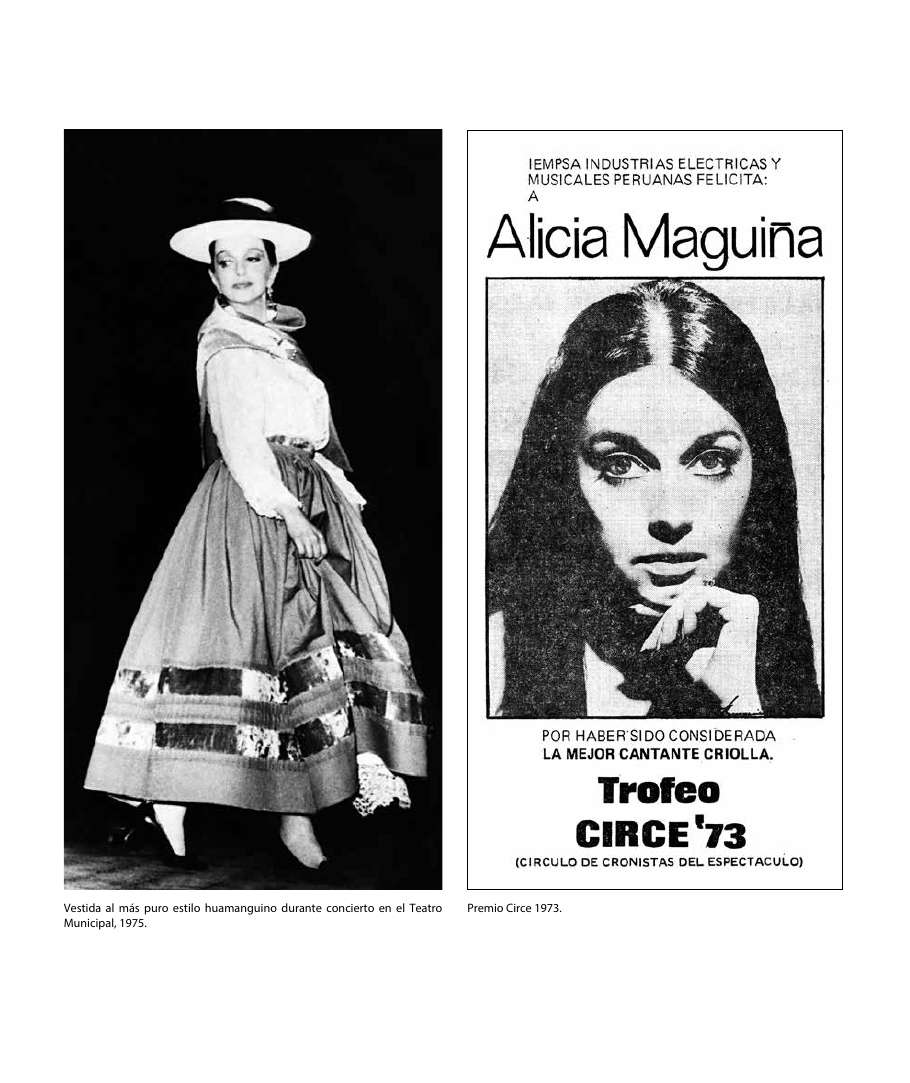 IEMPSA INDUSTRIAS ELECTRICAS Y
MUSICALES PERUANAS FELICITA:
A
Alicia Maguiña
POR HABER SIDO CONSIDERADA
LA MEJOR CANTANTE CRIOLLA.
Trofeo
CIRCE '73
(CIRCULO DE CRONISTAS DEL ESPECTACULO)
Vestida al más puro estilo huamanguino durante concierto en el Teatro
Municipal, 1975.
Premio Circe 1973.